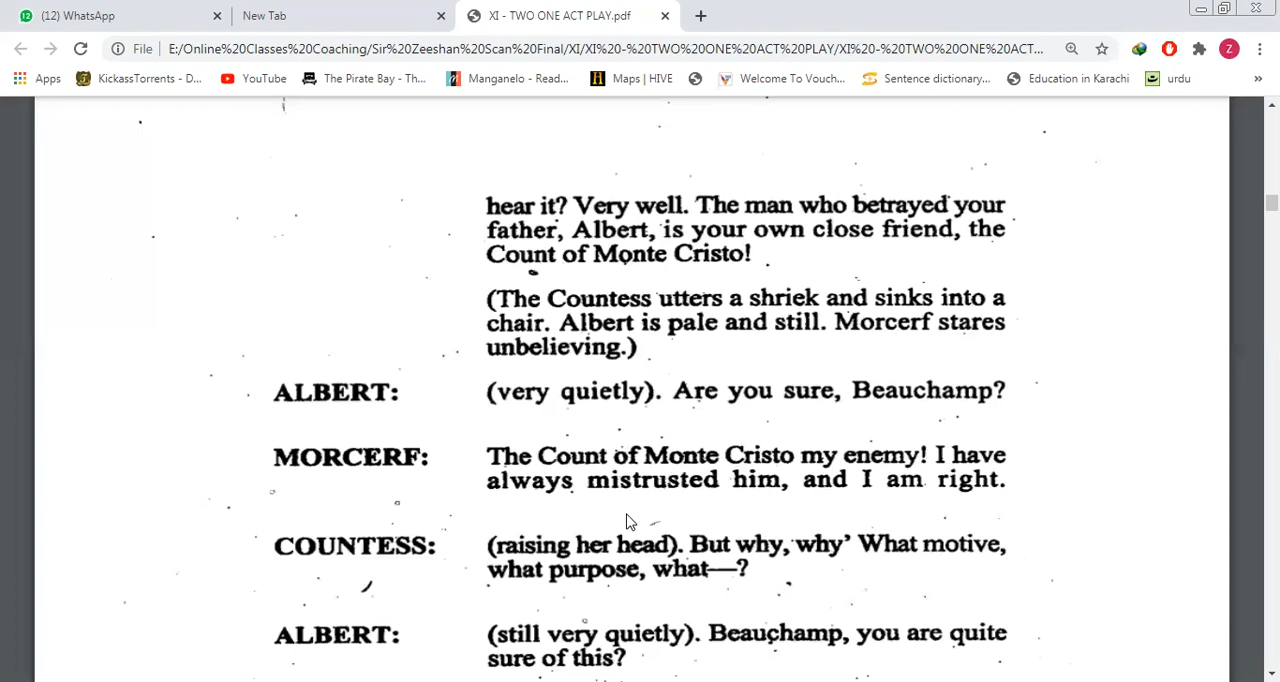 (12) WhatsApp
New Tab
XI - TWO ONE ACT PLAY.pdf
File
E:/Online%20Classes%20Coaching/Sir%20Zeeshan%20Scan%20Final/XI/XI%20-%20TWO%20ONE%20ACT%20PLAY/XI%20-%20TWO%20ONE%20ACT...
Z
Apps
KickassTorrents - D...
YouTube
The Pirate Bay - Th...
Manganelo - Read...
Maps | HIVE
Welcome To Vouch...
Sentence dictionary...
Education in Karachi
urdu
»
hear it? Very well. The man who betrayed your
father, Albert, is your own close friend, the
Count of Monte Cristo!
(The Countess utters a shriek and sinks into a
chair. Albert is pale and still. Morcerf stares
unbelieving.)
ALBERT: (very quietly). Are you sure, Beauchamp?
MORCERF: The Count of Monte Cristo my enemy! I have
always mistrusted him, and I am right.
COUNTESS: (raising her head). But why, why’ What motive,
what purpose, what—?
ALBERT: (still very quietly). Beauchamp, you are quite
sure of this?